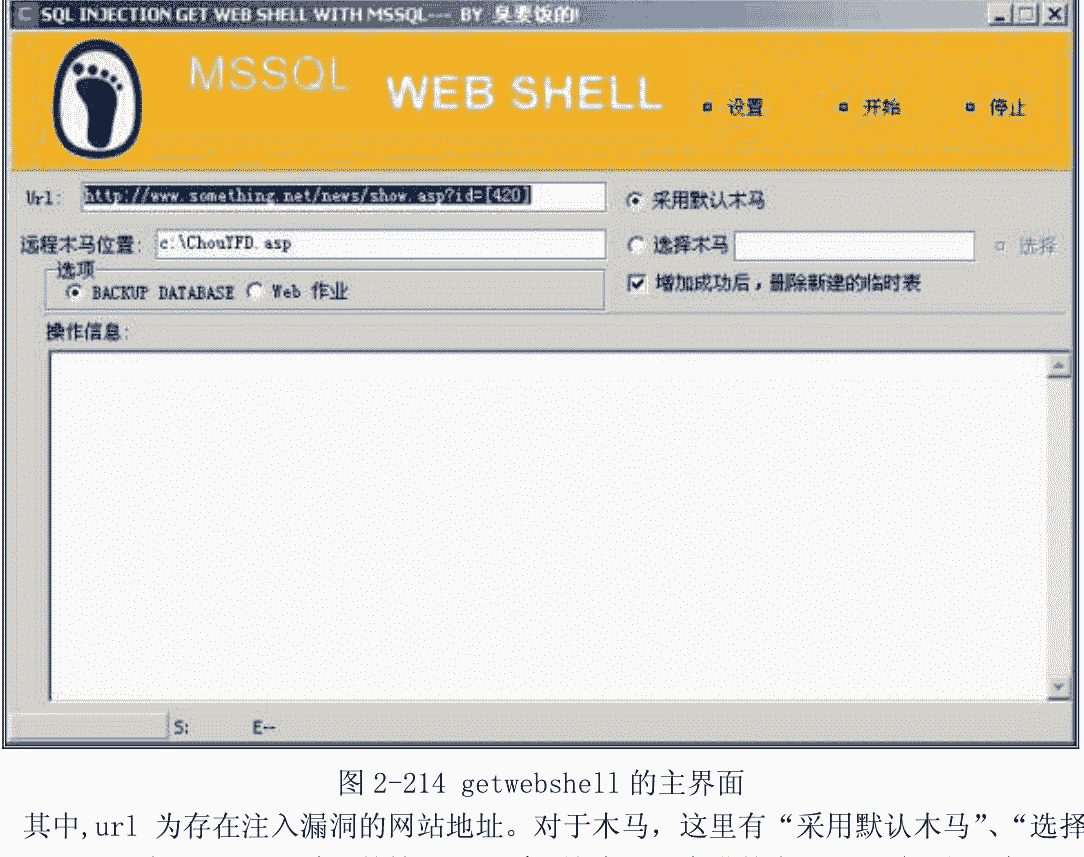 SQL INJECTION GET WEB SHELL WITH MSSQL--- BY 臭要饭的!
MSSQL WEB SHELL
设置 开始 停止
Url: http://www.something.net/news/show.asp?id=[420]
采用默认木马
远程木马位置: c:\ChouYFD.asp
选择木马 选择
选项
BACKUP DATABASE Web 作业
增加成功后，删除新建的临时表
操作信息:
S: E--
图 2-214 getwebshell 的主界面
其中,url 为存在注入漏洞的网站地址。对于木马，这里有“采用默认木马”、“选择